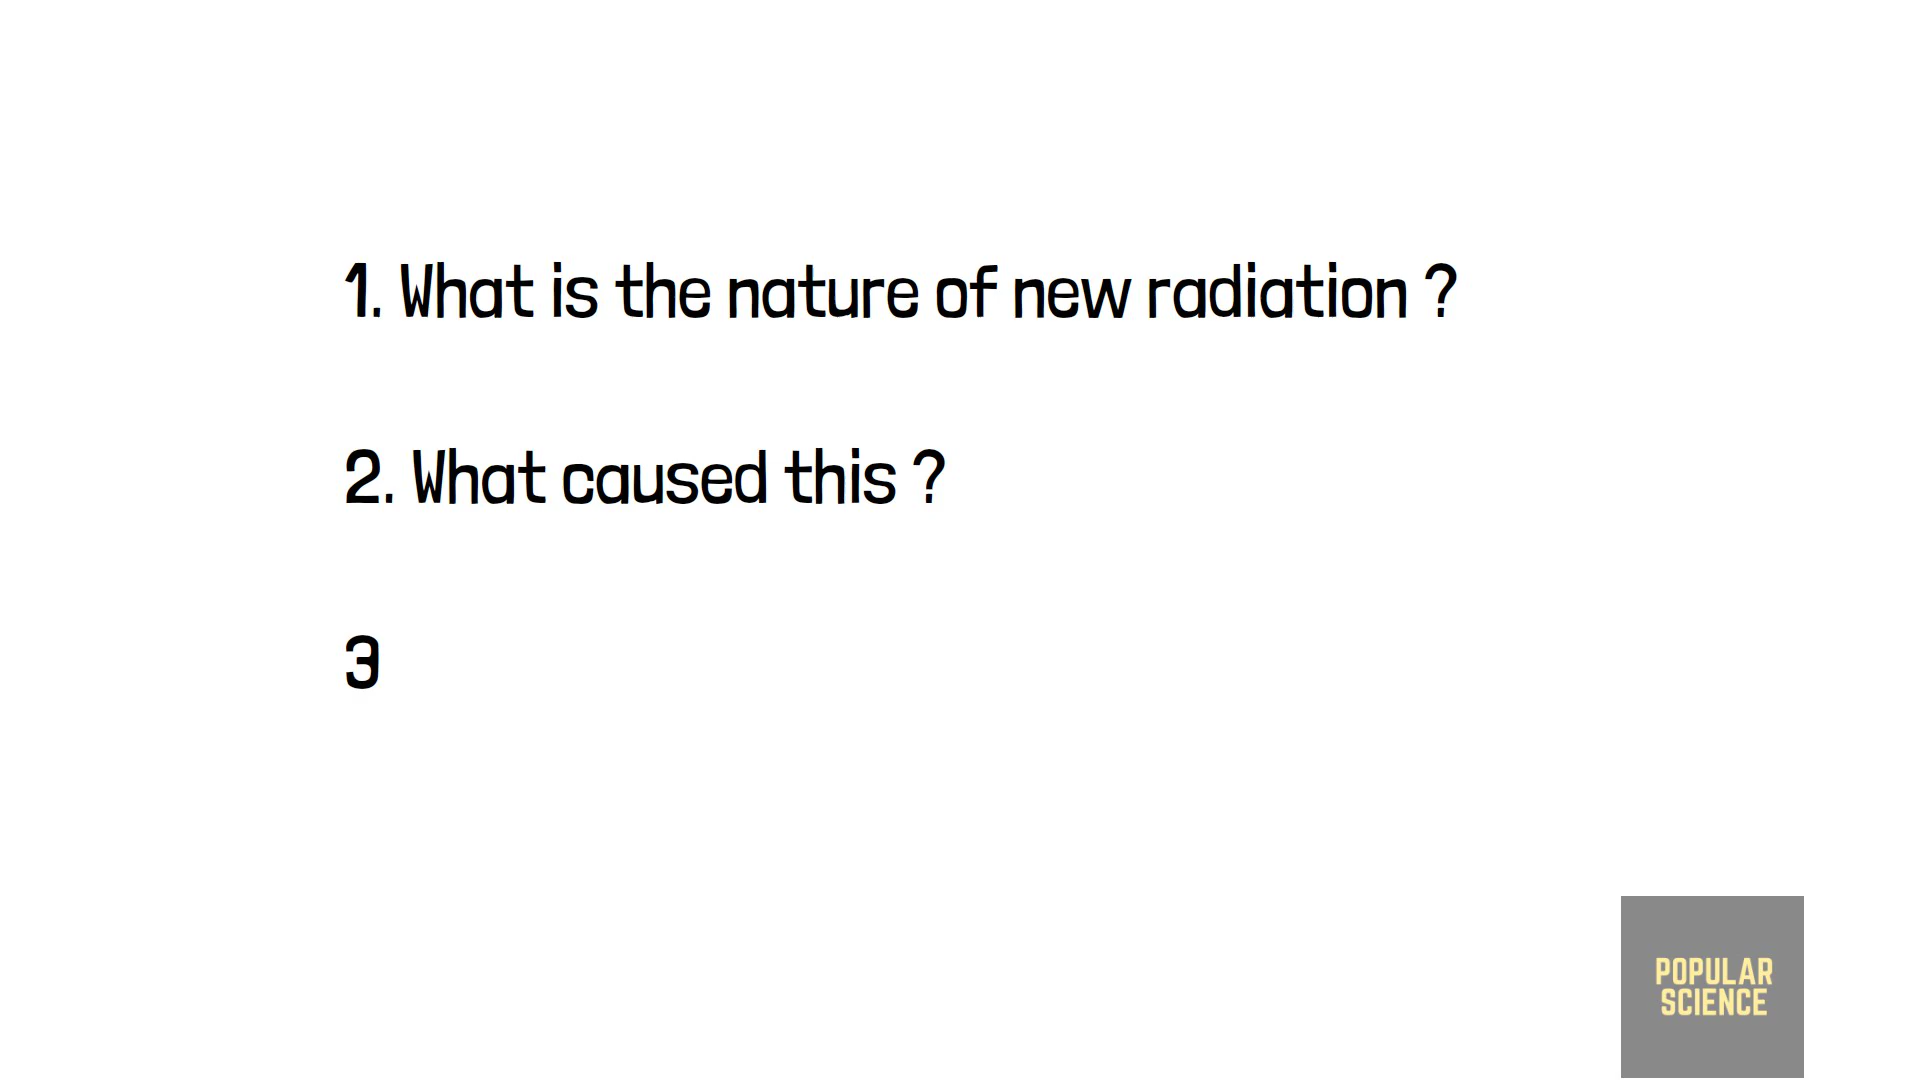 1. What is the nature of new radiation ?
2. What caused this ?
3
POPULAR
SCIENCE